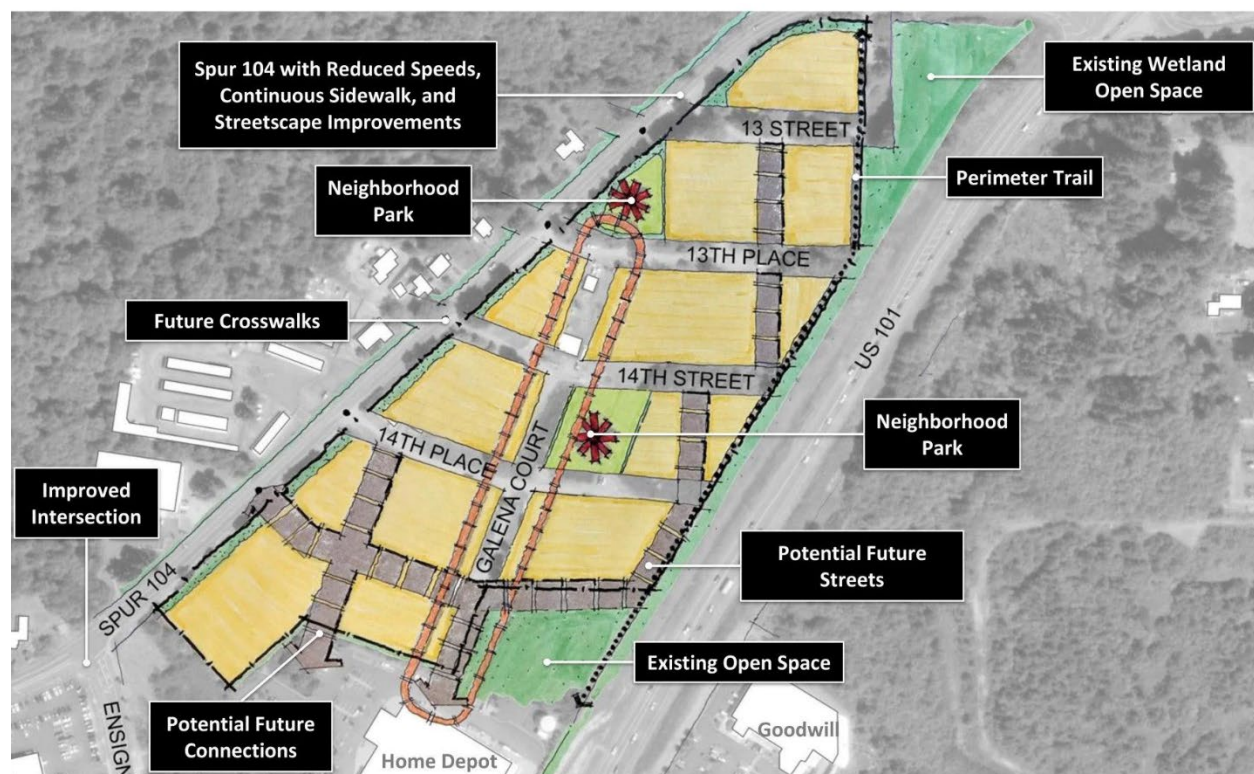 Spur 104 with Reduced Speeds,
Continuous Sidewalk, and
Streetscape Improvements
Existing Wetland
Open Space
13 STREET
Neighborhood
Park
Perimeter Trail
13TH PLACE
Future Crosswalks
US 101
14TH STREET
Neighborhood
Park
14TH PLACE
GALENA COURT
Improved
Intersection
Potential Future
Streets
SPUR 104
Existing Open Space
ENSIGN
Potential Future
Connections
Goodwill
Home Depot